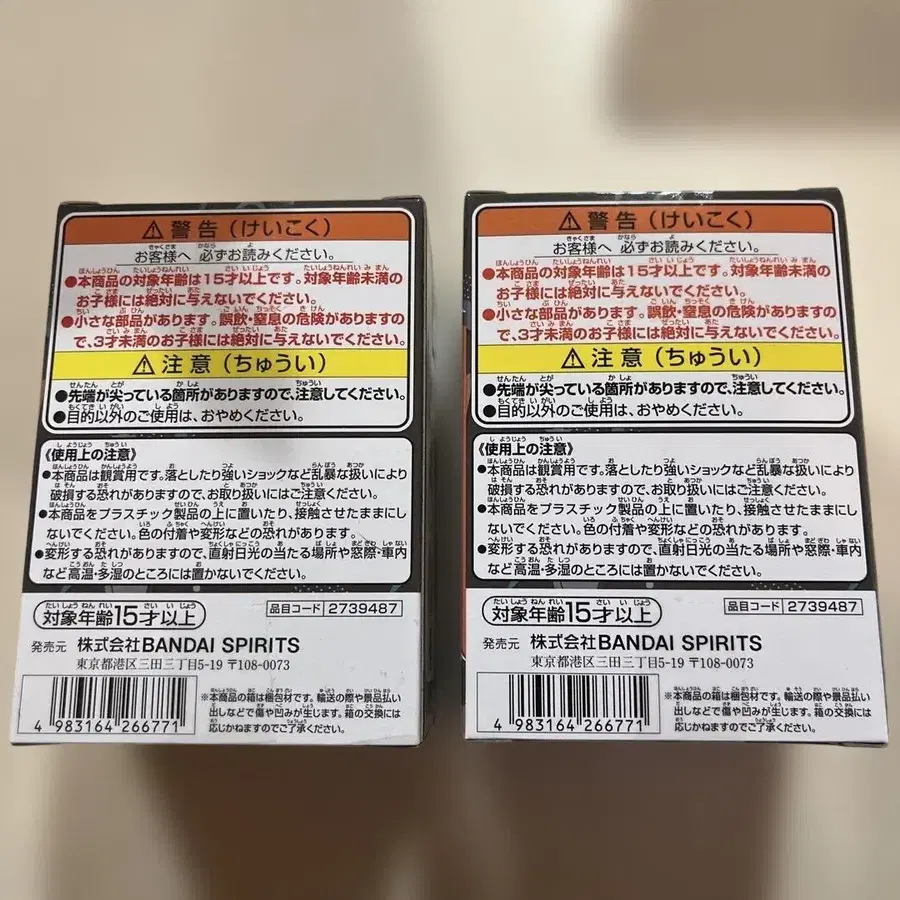 警告(けいこく)
お客様へ 必ずお読みください。
●本商品の対象年齢は15才以上です。対象年齢未満の
お子様には絶対に与えないでください。
●小さな部品があります。誤飲・窒息の危険がありますの
で、3才未満のお子様には絶対に与えないでください。
注意(ちゅうい)
●先端が尖っている箇所がありますので、注意してください。
●目的以外のご使用は、おやめください。
《使用上の注意》
●本商品は観賞用です。落としたり強いショックなど乱暴な扱いにより
破損する恐れがありますので、お取り扱いにはご注意ください。
●本商品をプラスチック製品の上に置いたり、接触させたままにし
ないでください。色の付着や変形などの恐れがあります。
●変形する恐れがありますので、直射日光の当たる場所や窓際・車内
など高温・多湿のところには置かないでください。
対象年齢15才以上
品目コード 2739487
発売元 株式会社BANDAI SPIRITS
東京都港区三田三丁目5-19 〒108-0073
4 983164 266771
※本商品の箱は梱包材です。輸送の際や景品払い
出しなどで傷や凹みが生じます。箱の交換には
応じかねますのでご了承ください。
警告(けいこく)
お客様へ 必ずお読みください。
●本商品の対象年齢は15才以上です。対象年齢未満の
お子様には絶対に与えないでください。
●小さな部品があります。誤飲・窒息の危険がありますの
で、3才未満のお子様には絶対に与えないでください。
注意(ちゅうい)
●先端が尖っている箇所がありますので、注意してください。
●目的以外のご使用は、おやめください。
《使用上の注意》
●本商品は観賞用です。落としたり強いショックなど乱暴な扱いにより
破損する恐れがありますので、お取り扱いにはご注意ください。
●本商品をプラスチック製品の上に置いたり、接触させたままにし
ないでください。色の付着や変形などの恐れがあります。
●変形する恐れがありますので、直射日光の当たる場所や窓際・車内
など高温・多湿のところには置かないでください。
対象年齢15才以上
品目コード 2739487
発売元 株式会社BANDAI SPIRITS
東京都港区三田三丁目5-19 〒108-0073
4 983164 266771
※本商品の箱は梱包材です。輸送の際や景品払い
出しなどで傷や凹みが生じます。箱の交換には
応じかねますのでご了承ください。